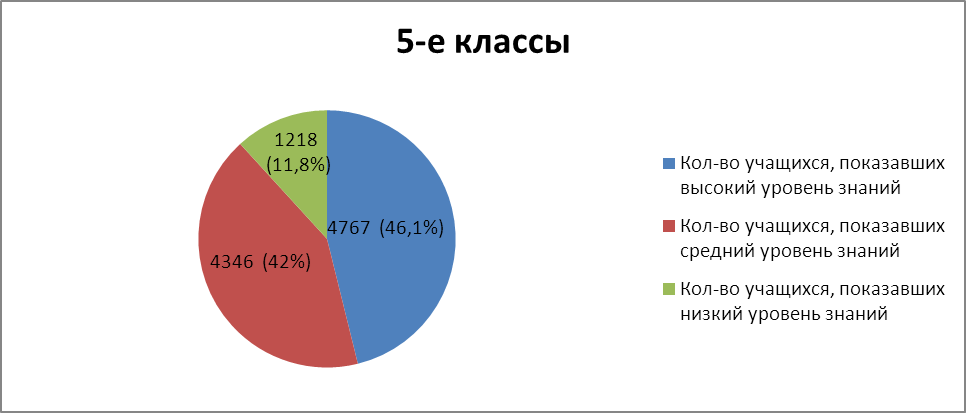 5-е классы
1218
(11,8%)
4767 (46,1%)
4346 (42%)
Кол-во учащихся, показавших
высокий уровень знаний
Кол-во учащихся, показавших
средний уровень знаний
Кол-во учащихся, показавших
низкий уровень знаний